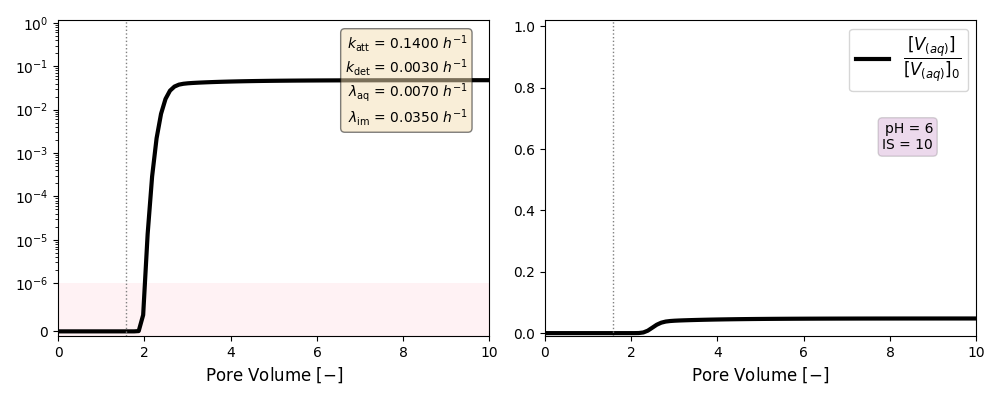 10^0
10^-1
10^-2
10^-3
10^-4
10^-5
10^-6
0
k_att = 0.1400 h^-1
k_det = 0.0030 h^-1
λ_aq = 0.0070 h^-1
λ_im = 0.0350 h^-1
0 2 4 6 8 10
Pore Volume [−]
1.0
0.8
0.6
0.4
0.2
0.0
[V_(aq)]
[V_(aq)]_0
pH = 6
IS = 10
0 2 4 6 8 10
Pore Volume [−]